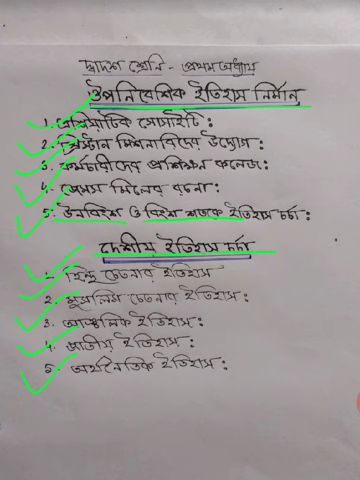 দ্বাদশ শ্রেনি - প্রথম অধ্যায়
ঔপনিবেশিক ইতিহাস নির্মান
1. এশিয়াটিক সোসাইটি:
2. খ্রিস্টান মিশনারিদের উদ্যোগ:
3. কর্মচারীদের প্রশিক্ষন কলেজ:
4. জেমস মিলের রচনা:
5. উনবিংশ ও বিংশ শতকে ইতিহাস চর্চা:
দেশীয় ইতিহাস চর্চা
1. হিন্দু চেতনার ইতিহাস
2. মুসলিম চেতনার ইতিহাস:
3. আঞ্চলিক ইতিহাস:
4. জাতীয় ইতিহাস:
5. অর্থনৈতিক ইতিহাস: